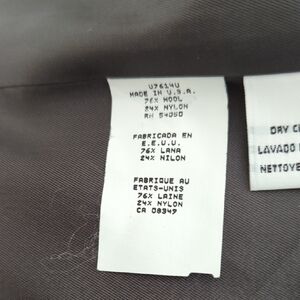 U7614U
MADE IN U.S.A.
76% WOOL
24% NYLON
RN 54050
FABRICADA EN
E.E.U.U.
76% LANA
24% NILON
FABRIQUE AU
ETATS-UNIS
76% LAINE
24% NYLON
CA 08349
DRY
LAVADO
NETTOYE